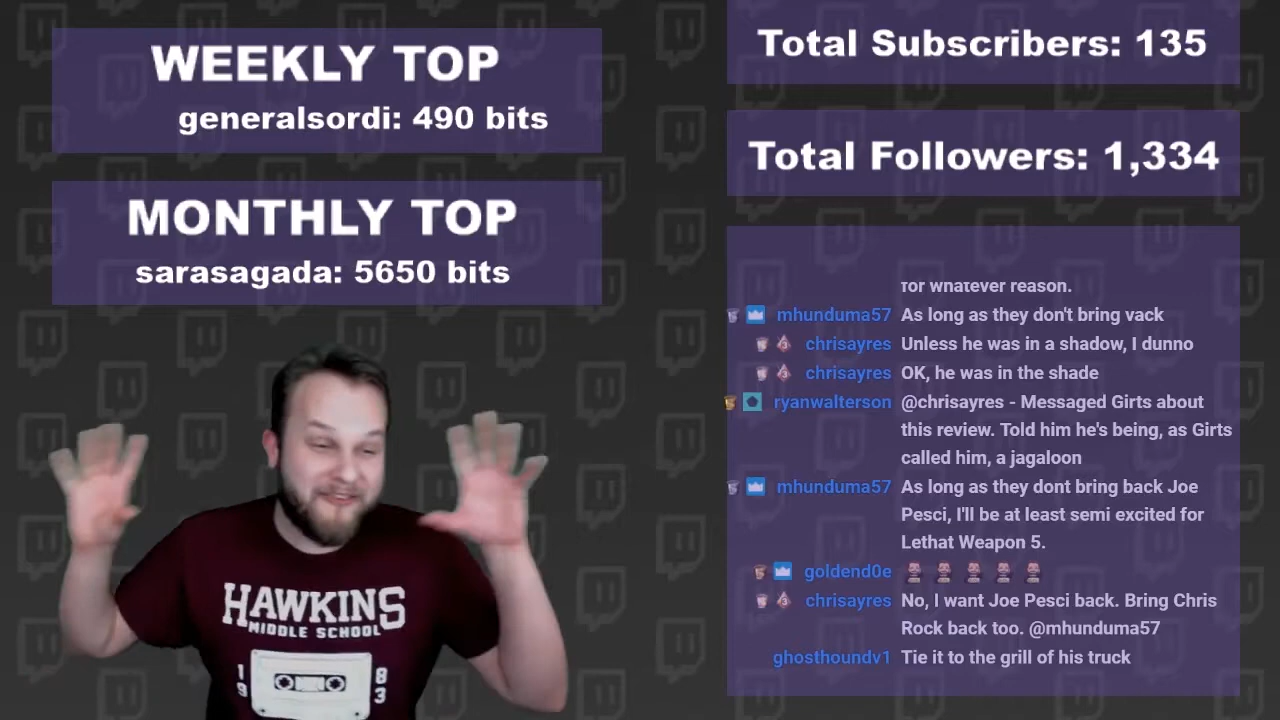 WEEKLY TOP
generalsordi: 490 bits
MONTHLY TOP
sarasagada: 5650 bits
HAWKINS
MIDDLE SCHOOL
19 83
Total Subscribers: 135
Total Followers: 1,334
for whatever reason.
mhunduma57 As long as they don't bring vack
chrisayres Unless he was in a shadow, I dunno
chrisayres OK, he was in the shade
ryanwalterson @chrisayres - Messaged Girts about
this review. Told him he's being, as Girts
called him, a jagaloon
mhunduma57 As long as they dont bring back Joe
Pesci, I'll be at least semi excited for
Lethat Weapon 5.
goldend0e
chrisayres No, I want Joe Pesci back. Bring Chris
Rock back too. @mhunduma57
ghosthoundv1 Tie it to the grill of his truck